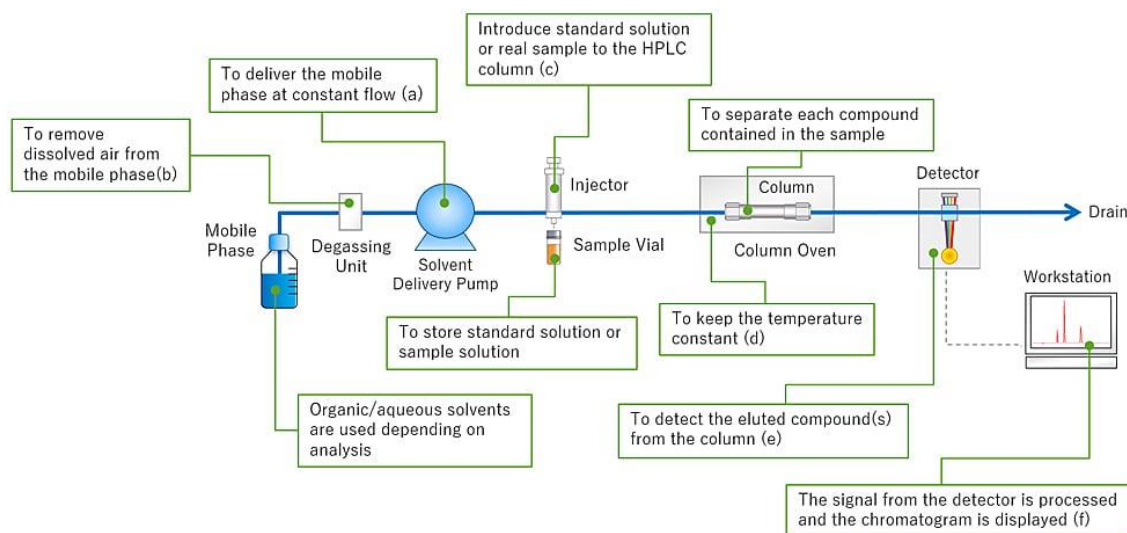 Introduce standard solution
or real sample to the HPLC
column (c)
To deliver the mobile
phase at constant flow (a)
To separate each compound
contained in the sample
To remove
dissolved air from
the mobile phase(b)
Injector
Column
Detector
Mobile
Phase
Degassing
Unit
Solvent
Delivery Pump
Sample Vial
Column Oven
Drain
Workstation
To store standard solution or
sample solution
To keep the temperature
constant (d)
Organic/aqueous solvents
are used depending on
analysis
To detect the eluted compound(s)
from the column (e)
The signal from the detector is processed
and the chromatogram is displayed (f)